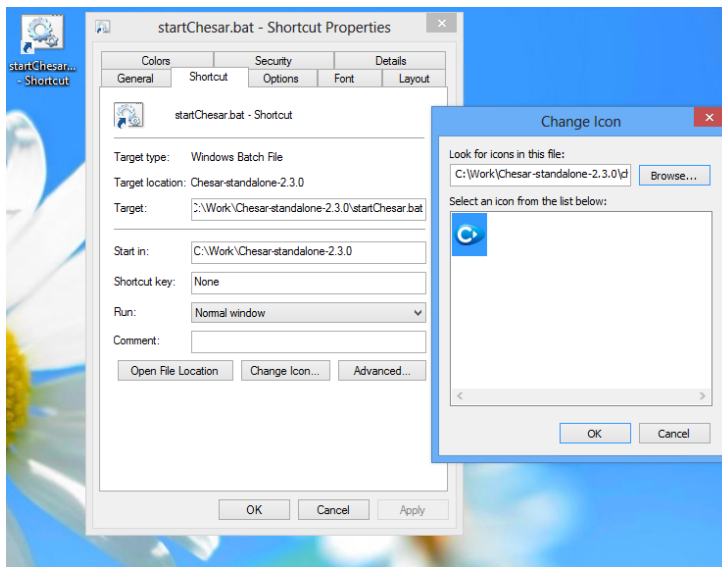 startChesar...
- Shortcut
startChesar.bat - Shortcut Properties
Colors Security Details
General Shortcut Options Font Layout
startChesar.bat - Shortcut
Target type: Windows Batch File
Target location: Chesar-standalone-2.3.0
Target: C:\Work\Chesar-standalone-2.3.0\startChesar.bat
Start in: C:\Work\Chesar-standalone-2.3.0
Shortcut key: None
Run: Normal window
Comment:
Open File Location Change Icon... Advanced...
OK Cancel Apply
Change Icon
Look for icons in this file:
C:\Work\Chesar-standalone-2.3.0\cl Browse...
Select an icon from the list below:
OK Cancel